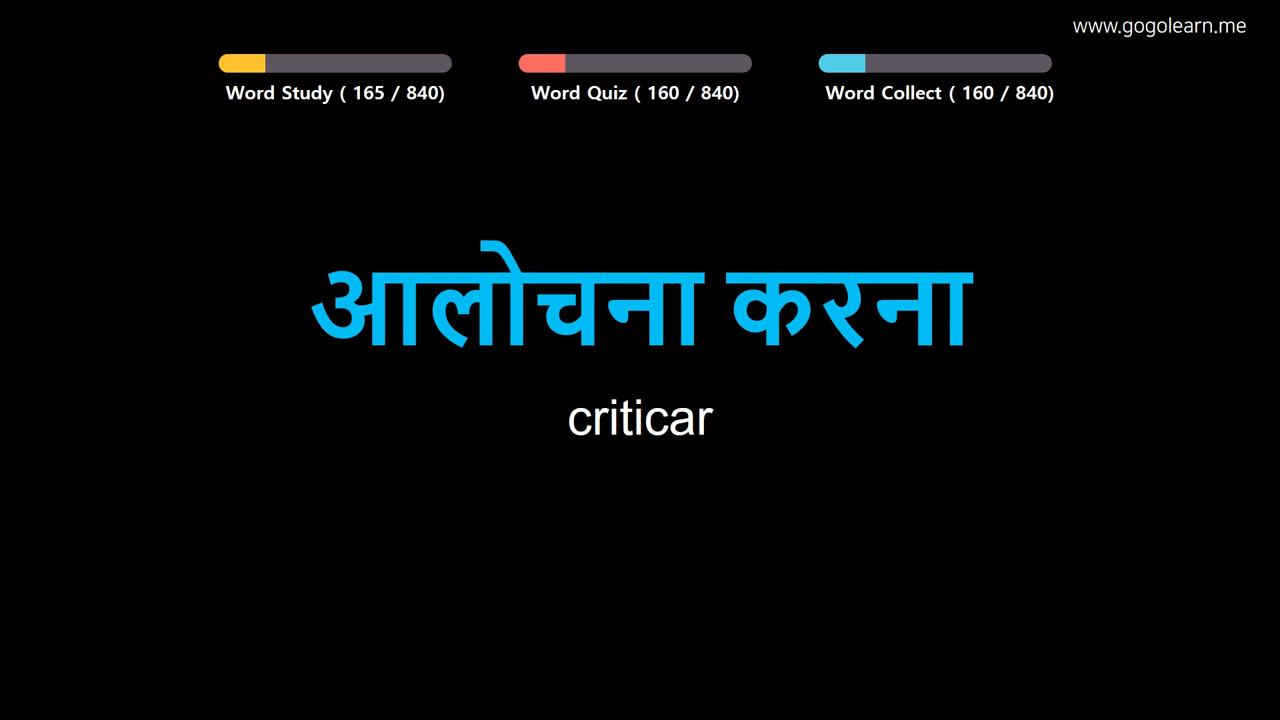 www.gogolearn.me
Word Study ( 165 / 840)
Word Quiz ( 160 / 840)
Word Collect ( 160 / 840)
आलोचना करना
criticar